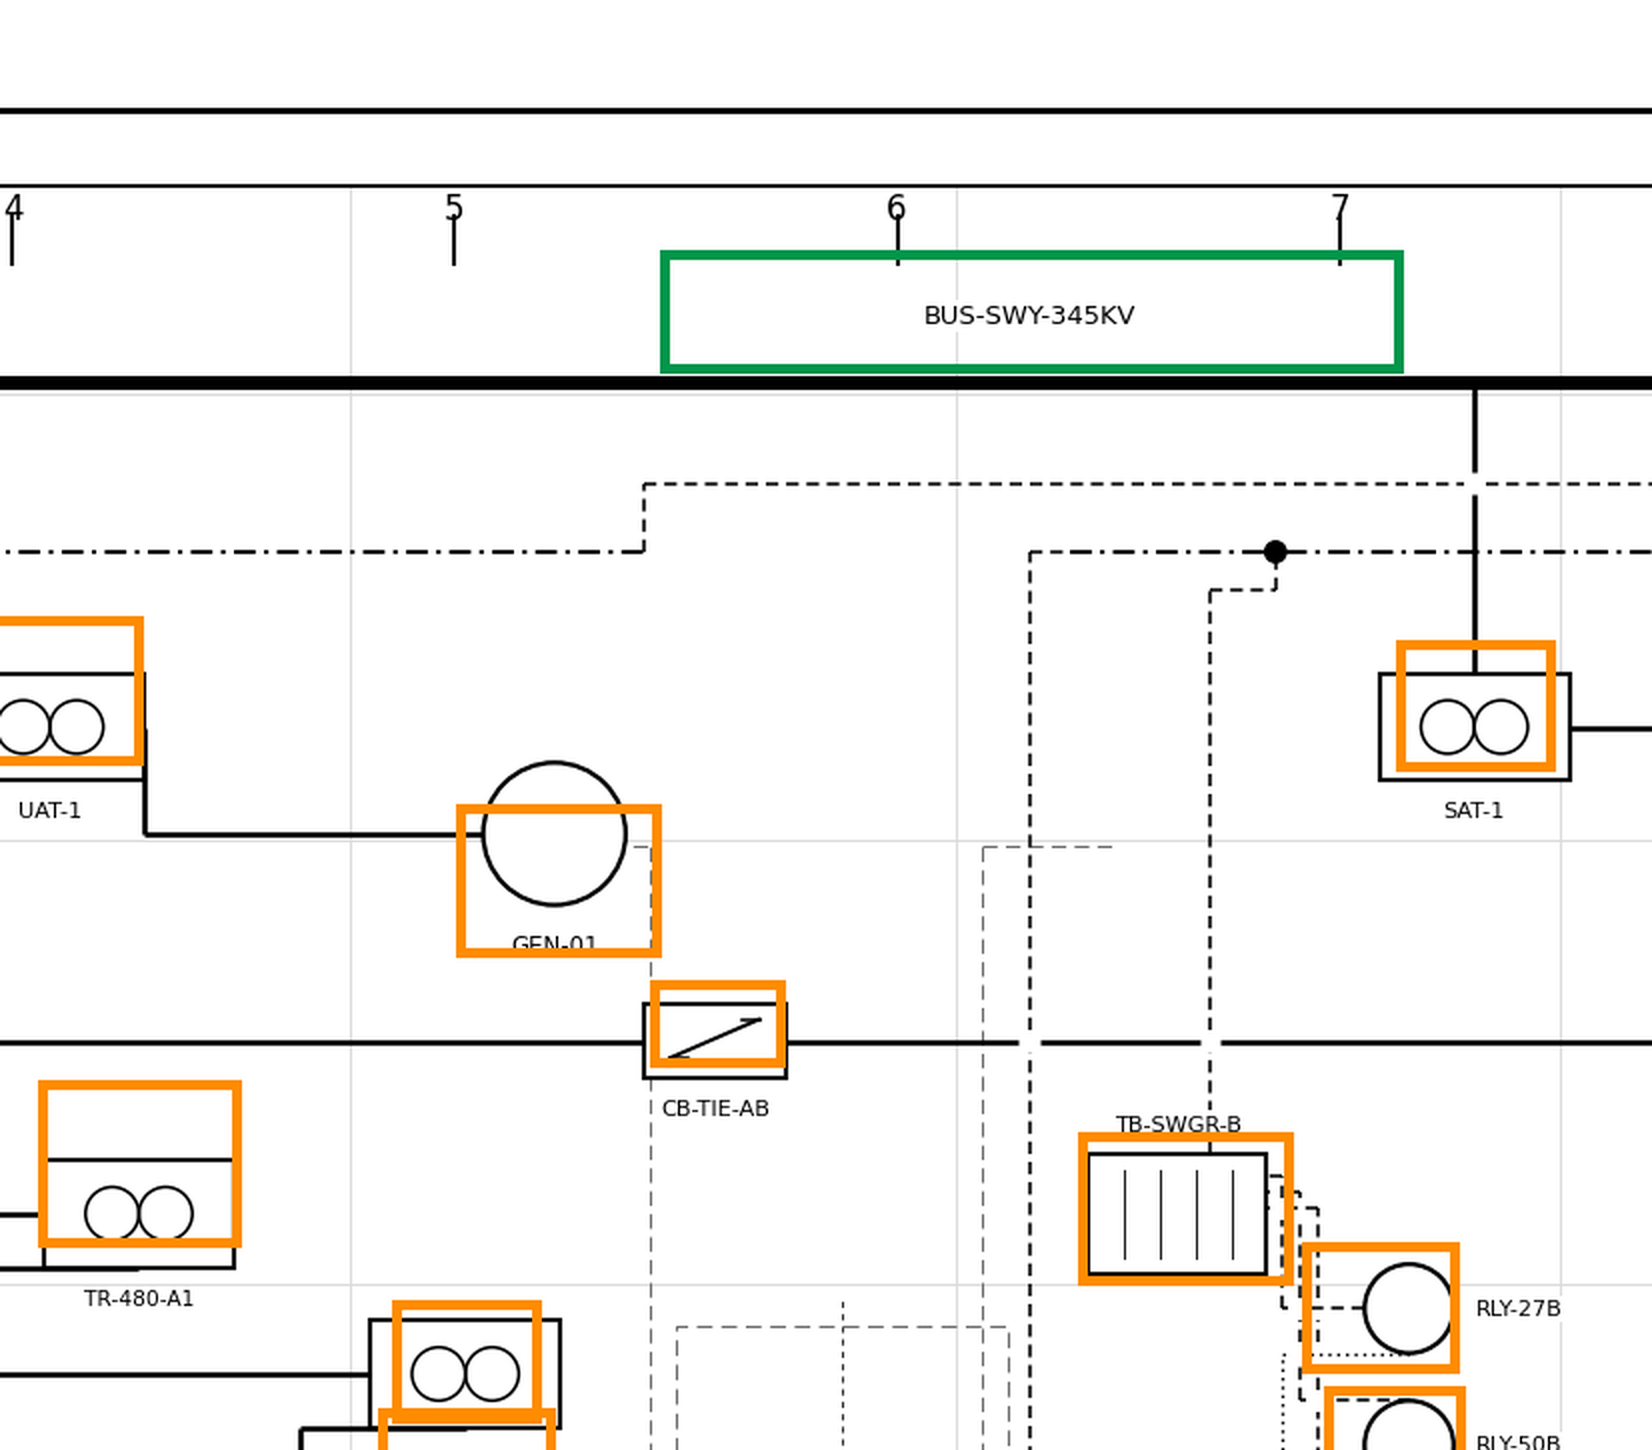 4 5 6 7
BUS-SWY-345KV
UAT-1
SAT-1
GEN-01
CB-TIE-AB
TB-SWGR-B
TR-480-A1
RLY-27B
RLY-50B